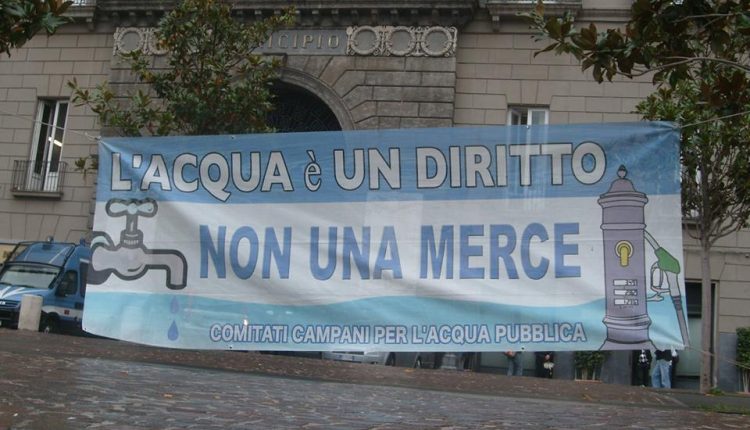 MUNICIPIO
L'ACQUA è UN DIRITTO
NON UNA MERCE
COMITATI CAMPANI PER L'ACQUA PUBBLICA